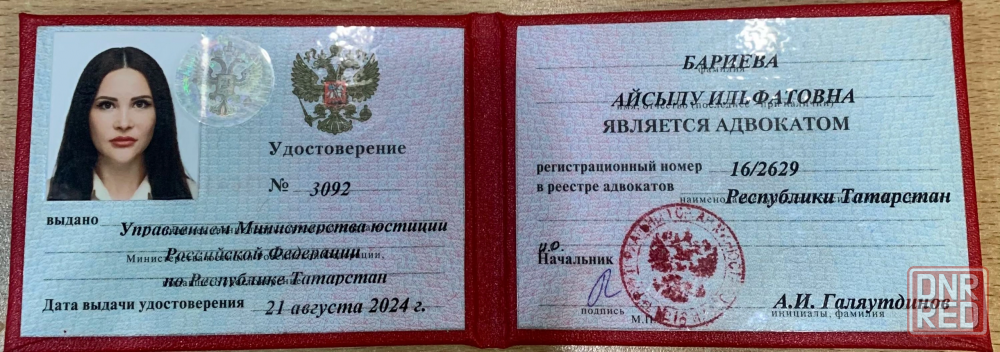 Удостоверение
№ 3092
выдано Управлением Министерства юстиции
Российской Федерации
по Республике Татарстан
Дата выдачи удостоверения 21 августа 2024 г.
БАРИЕВА
фамилия
АЙСЫЛУ ИЛЬФАТОВНА
ЯВЛЯЕТСЯ АДВОКАТОМ
регистрационный номер 16/2629
в реестре адвокатов Республики Татарстан
и.о.
Начальник
подпись
М.П.
А.И. Галяутдинов
инициалы, фамилия
DNR
RED